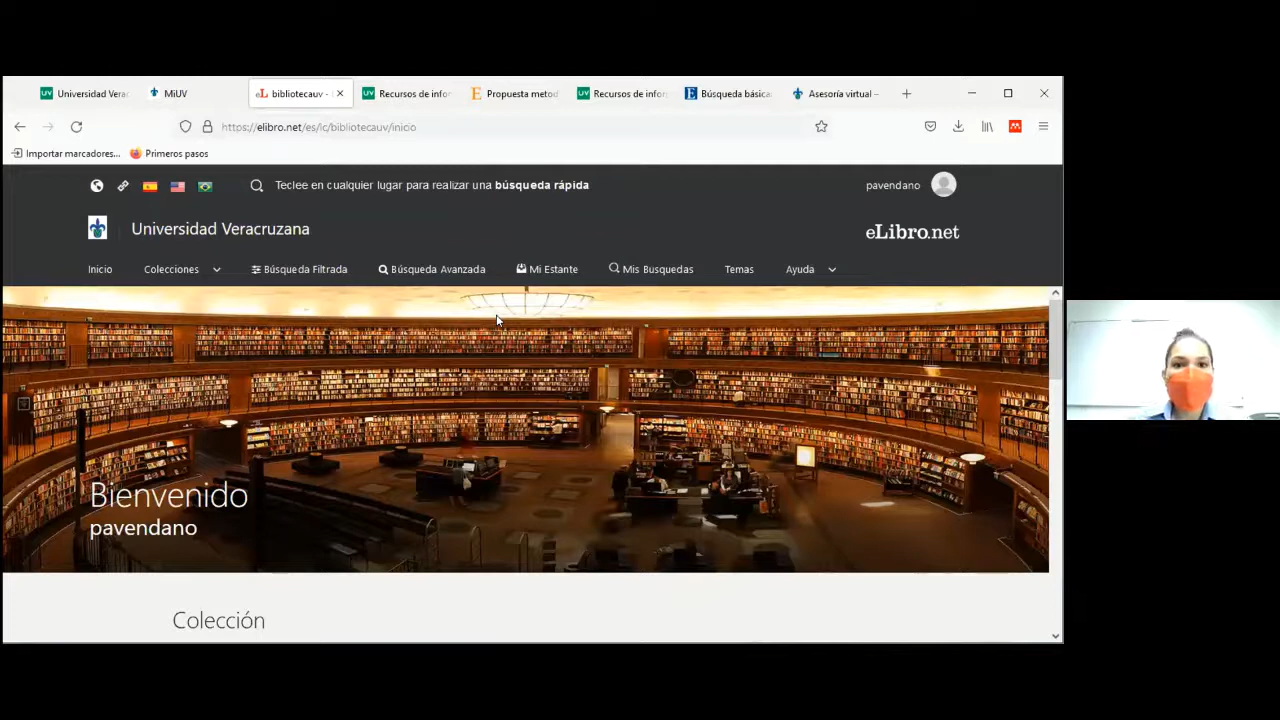 Universidad Vera
MiUV
bibliotecauv -
Recursos de infor
Propuesta metod
Recursos de infor
Búsqueda básica
Asesoría virtual –
https://elibro.net/es/lc/bibliotecauv/inicio
Importar marcadores...
Primeros pasos
Teclee en cualquier lugar para realizar una búsqueda rápida
pavendano
Universidad Veracruzana
eLibro.net
Inicio
Colecciones
Búsqueda Filtrada
Búsqueda Avanzada
Mi Estante
Mis Busquedas
Temas
Ayuda
Bienvenido
pavendano
Colección